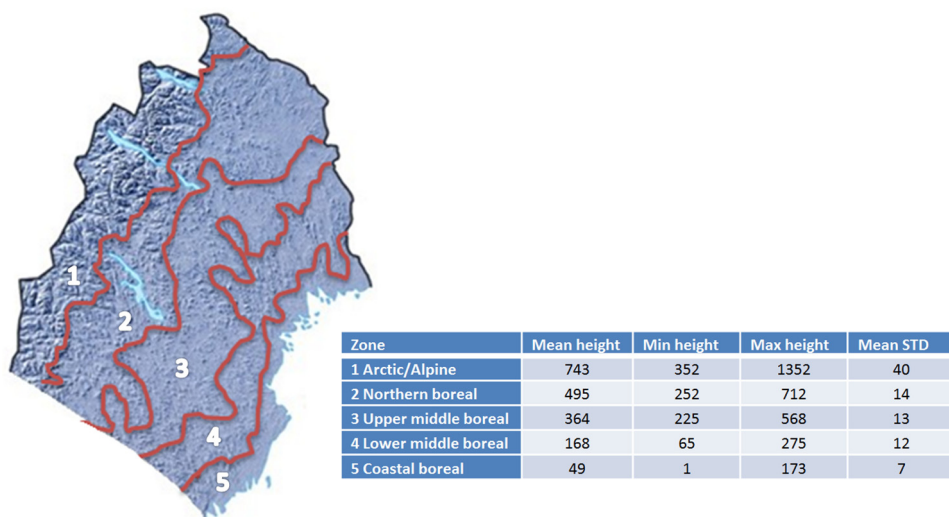 1
2
3
4
5
Zone Mean height Min height Max height Mean STD
1 Arctic/Alpine 743 352 1352 40
2 Northern boreal 495 252 712 14
3 Upper middle boreal 364 225 568 13
4 Lower middle boreal 168 65 275 12
5 Coastal boreal 49 1 173 7